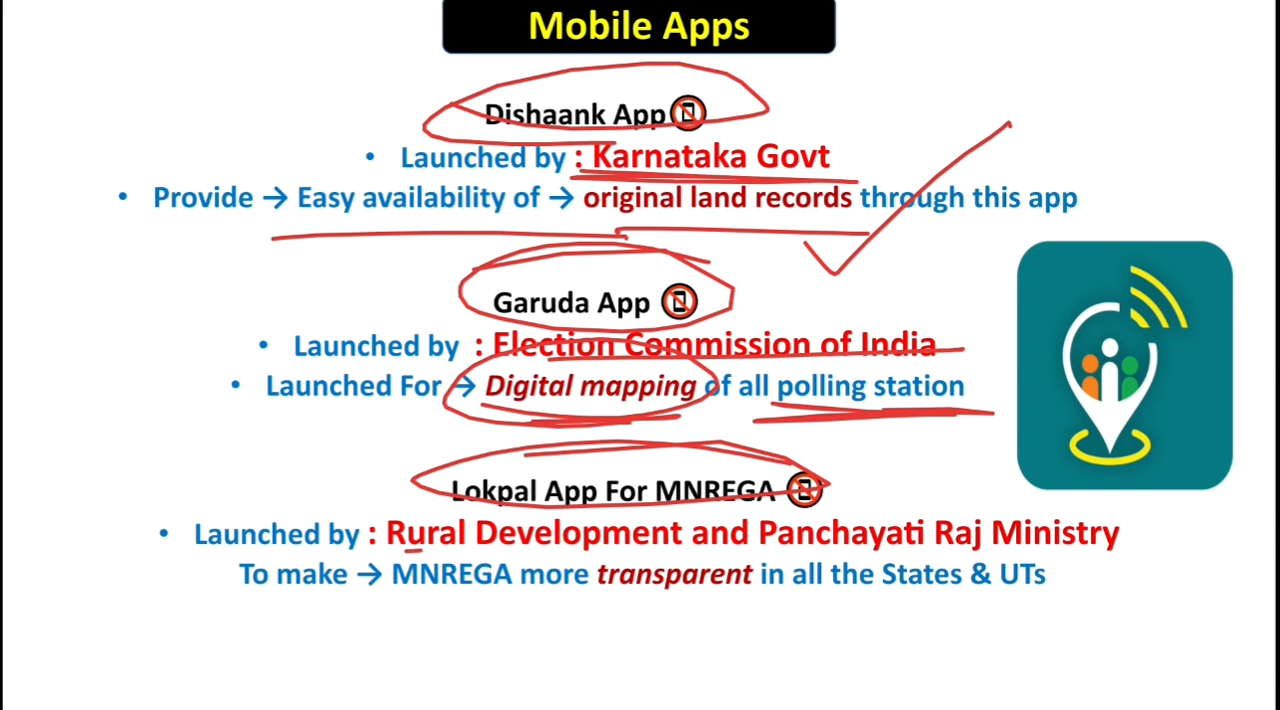 Mobile Apps
Dishaank App
• Launched by : Karnataka Govt
• Provide → Easy availability of → original land records through this app
Garuda App
• Launched by : Election Commission of India
• Launched For → Digital mapping of all polling station
Lokpal App For MNREGA
• Launched by : Rural Development and Panchayati Raj Ministry
To make → MNREGA more transparent in all the States & UTs